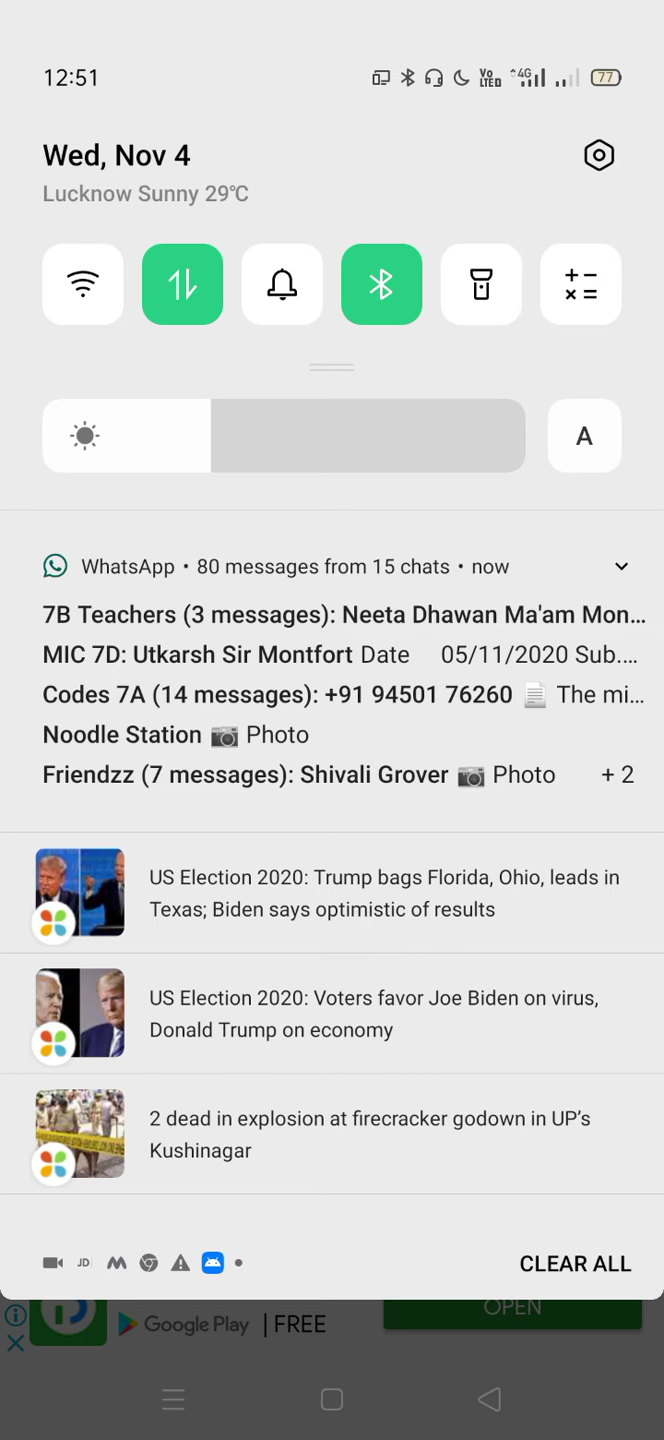 12:51
Vo LTE D 4G 77
Wed, Nov 4
Lucknow Sunny 29℃
A
WhatsApp • 80 messages from 15 chats • now
7B Teachers (3 messages): Neeta Dhawan Ma'am Mon...
MIC 7D: Utkarsh Sir Montfort Date 05/11/2020 Sub....
Codes 7A (14 messages): +91 94501 76260 The mi...
Noodle Station Photo
Friendzz (7 messages): Shivali Grover Photo + 2
US Election 2020: Trump bags Florida, Ohio, leads in
Texas; Biden says optimistic of results
US Election 2020: Voters favor Joe Biden on virus,
Donald Trump on economy
2 dead in explosion at firecracker godown in UP’s
Kushinagar
JD
CLEAR ALL
Google Play | FREE
OPEN